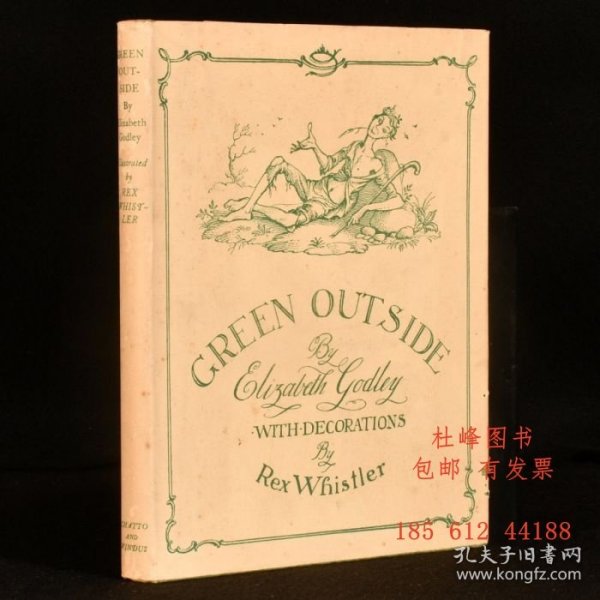 GREEN
OUT-
SIDE
By
Elizabeth
Godley
Illustrated
by
REX
WHIST-
LER
CHATTO
AND
WINDUS
GREEN OUTSIDE
By
Elizabeth Godley
·WITH·DECORATIONS
By
Rex Whistler
杜峰图书
包邮·有发票
185 612 44188
孔夫子旧书网
www.kongfz.com